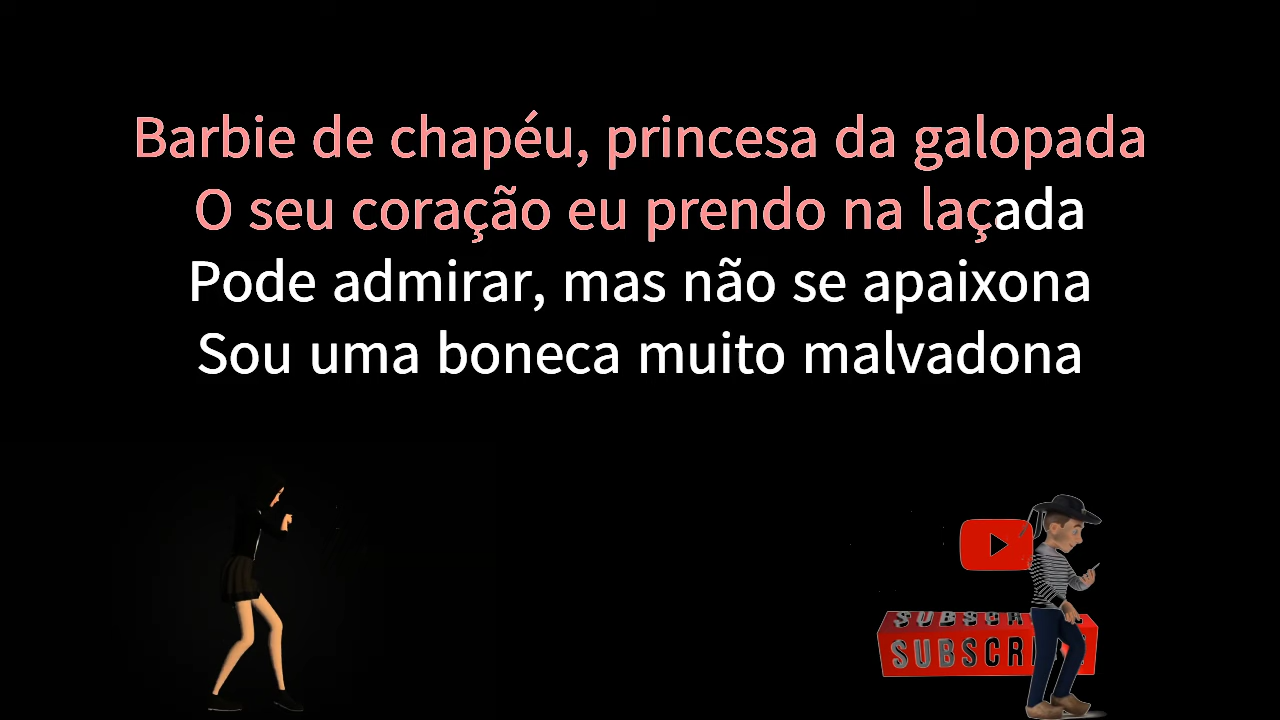 Barbie de chapéu, princesa da galopada
O seu coração eu prendo na laçada
Pode admirar, mas não se apaixona
Sou uma boneca muito malvadona